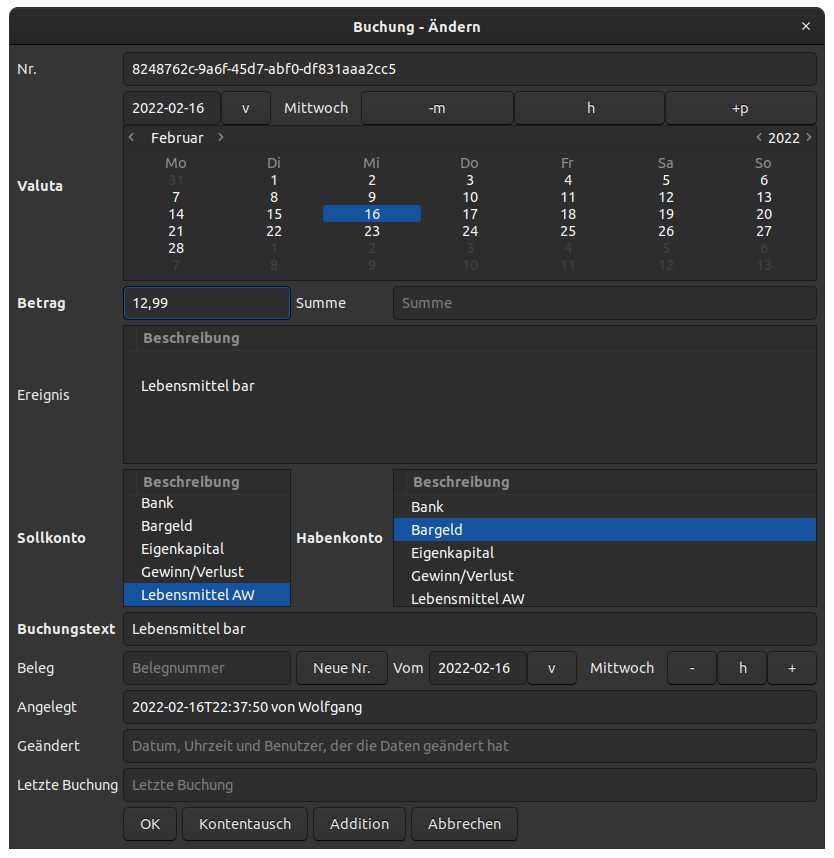 Buchung - Ändern ×
Nr. 8248762c-9a6f-45d7-abf0-df831aaa2cc5
2022-02-16 v Mittwoch -m h +p
< Februar > < 2022 >
Mo Di Mi Do Fr Sa So
31 1 2 3 4 5 6
7 8 9 10 11 12 13
Valuta
14 15 16 17 18 19 20
21 22 23 24 25 26 27
28 1 2 3 4 5 6
7 8 9 10 11 12 13
Betrag 12,99 Summe Summe
Beschreibung
Ereignis Lebensmittel bar
Beschreibung
Bank
Bargeld
Sollkonto Eigenkapital
Gewinn/Verlust
Lebensmittel AW
Beschreibung
Bank
Bargeld
Habenkonto Eigenkapital
Gewinn/Verlust
Lebensmittel AW
Buchungstext Lebensmittel bar
Beleg Belegnummer Neue Nr. Vom 2022-02-16 v Mittwoch - h +
Angelegt 2022-02-16T22:37:50 von Wolfgang
Geändert Datum, Uhrzeit und Benutzer, der die Daten geändert hat
Letzte Buchung Letzte Buchung
OK Kontentausch Addition Abbrechen